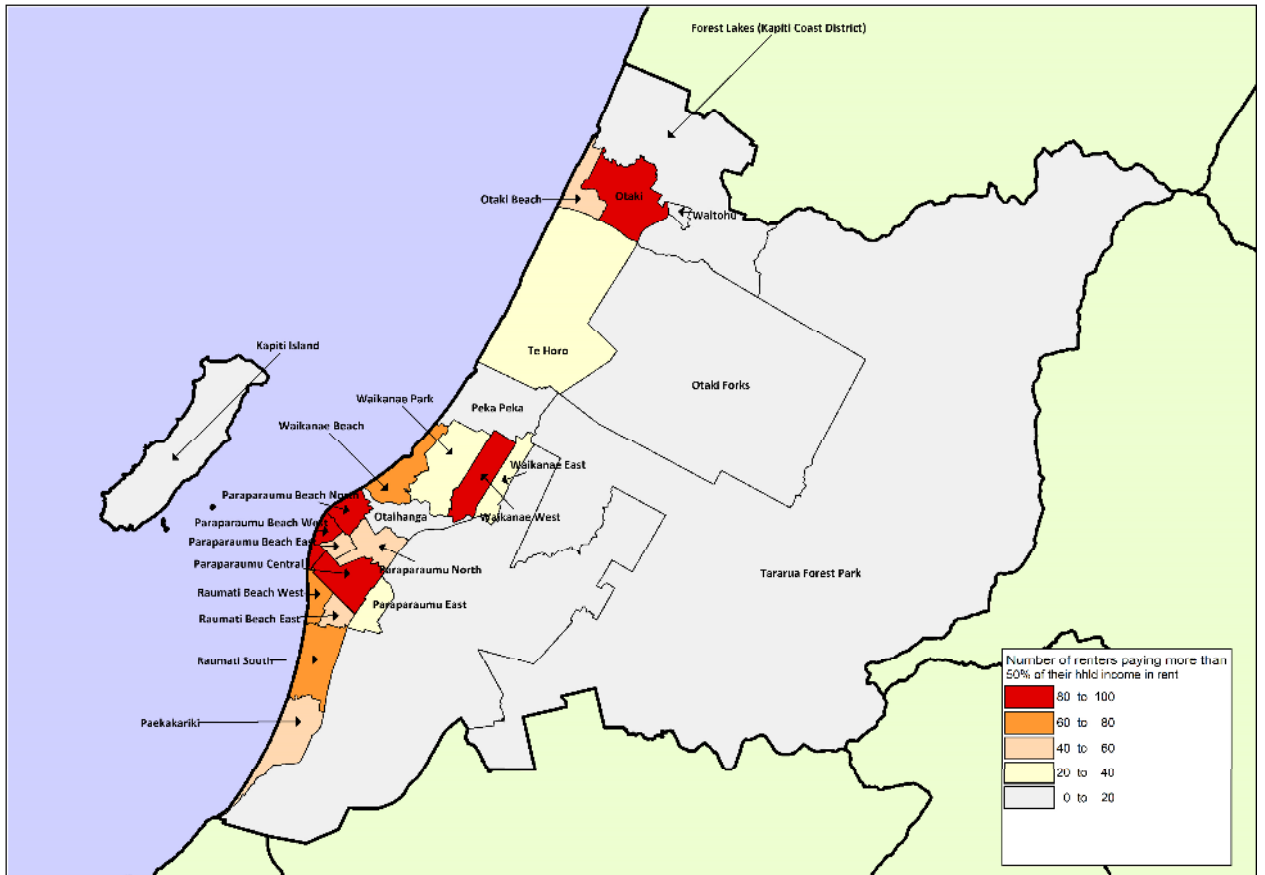 Forest Lakes (Kapiti Coast District)
Otaki Beach
Otaki
Waitohu
Kapiti Island
Te Horo
Otaki Forks
Waikanae Park
Peka Peka
Waikanae Beach
Waikanae East
Paraparaumu Beach North
Otaihanga
Waikanae West
Paraparaumu Beach West
Paraparaumu Beach East
Paraparaumu Central
Paraparaumu North
Tararua Forest Park
Raumati Beach West
Paraparaumu East
Raumati Beach East
Raumati South
Paekakariki
Number of renters paying more than
50% of their hhld income in rent
80 to 100
60 to 80
40 to 60
20 to 40
0 to 20